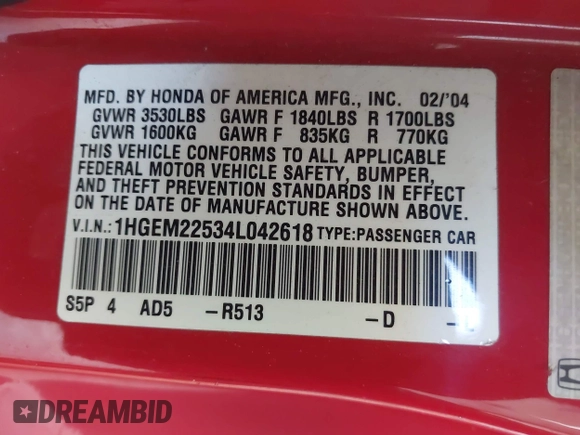 MFD. BY HONDA OF AMERICA MFG., INC. 02/'04
GVWR 3530LBS GAWR F 1840LBS R 1700LBS
GVWR 1600KG GAWR F 835KG R 770KG
THIS VEHICLE CONFORMS TO ALL APPLICABLE
FEDERAL MOTOR VEHICLE SAFETY, BUMPER,
AND THEFT PREVENTION STANDARDS IN EFFECT
ON THE DATE OF MANUFACTURE SHOWN ABOVE.
V.I.N.: 1HGEM22534L042618 TYPE:PASSENGER CAR
S5P 4 AD5 –R513 –D –
DREAMBID